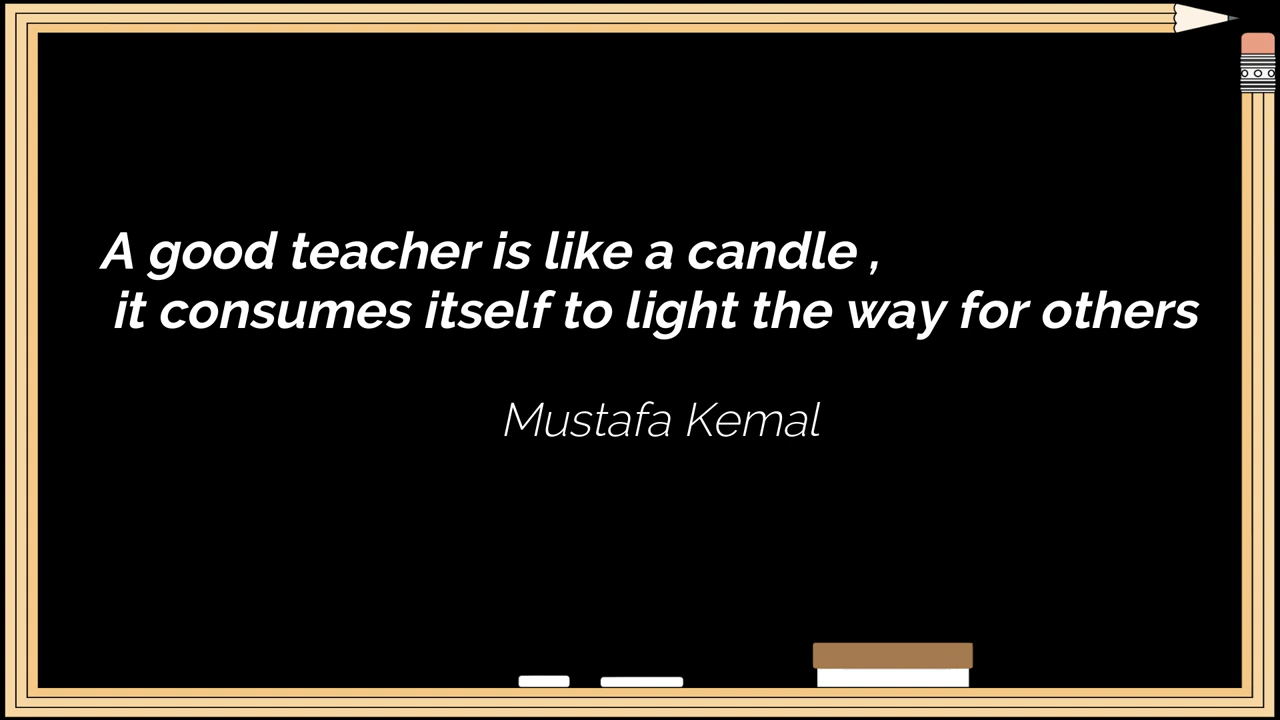 A good teacher is like a candle ,
it consumes itself to light the way for others
Mustafa Kemal